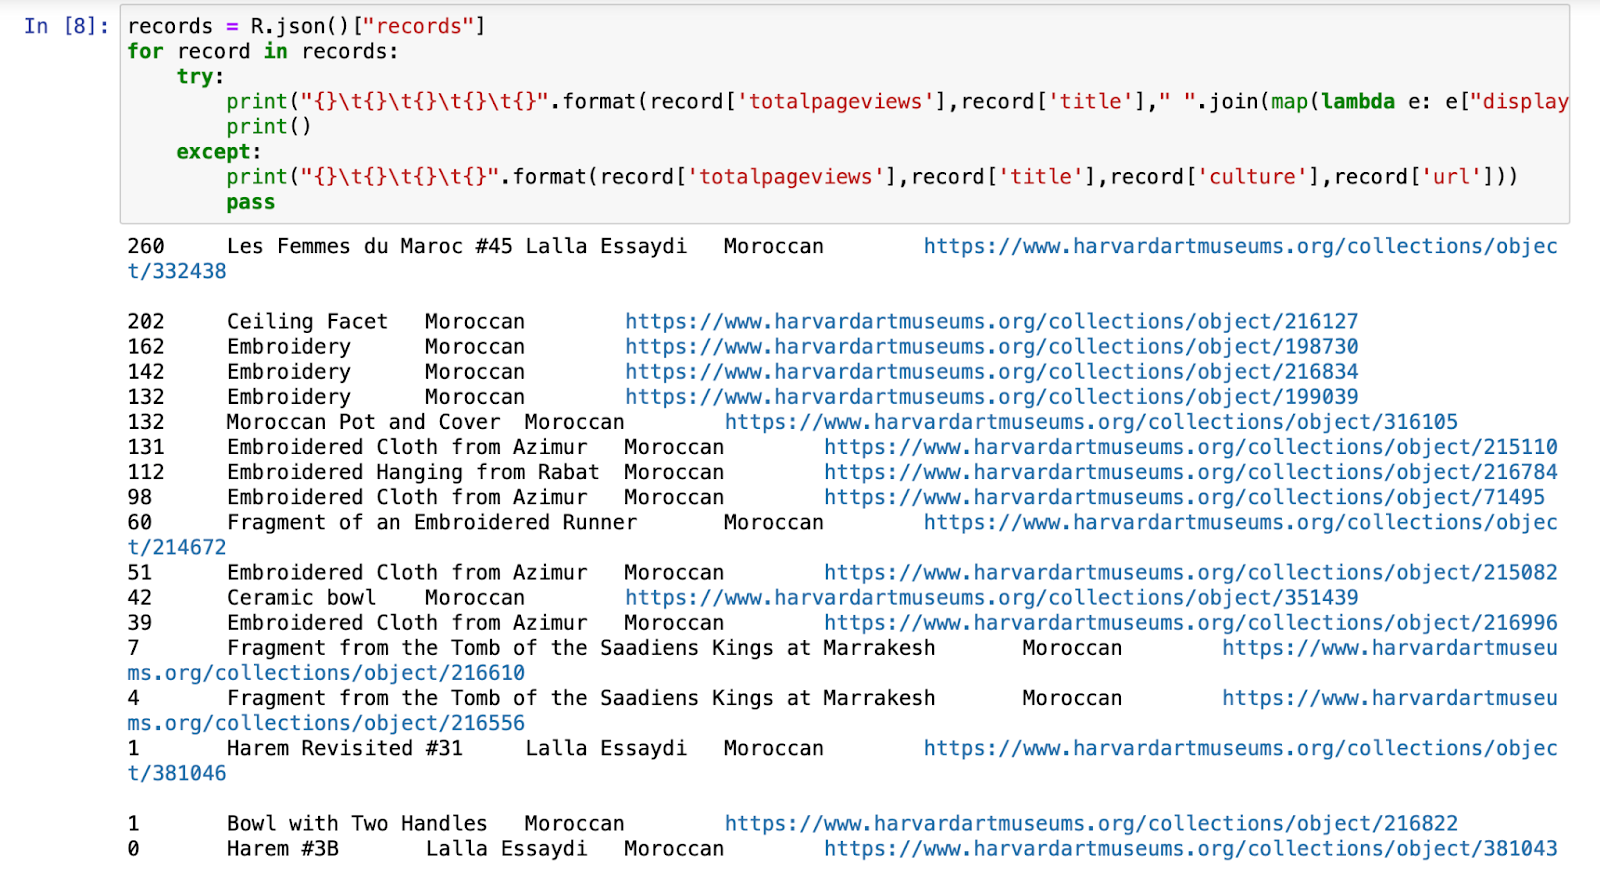 In [8]: records = R.json()["records"]
for record in records:
    try:
        print("{}\t{}\t{}\t{}\t{}".format(record['totalpageviews'],record['title']," ".join(map(lambda e: e["display
        print()
    except:
        print("{}\t{}\t{}\t{}".format(record['totalpageviews'],record['title'],record['culture'],record['url']))
        pass
260 Les Femmes du Maroc #45 Lalla Essaydi Moroccan https://www.harvardartmuseums.org/collections/objec
t/332438
202 Ceiling Facet Moroccan https://www.harvardartmuseums.org/collections/object/216127
162 Embroidery Moroccan https://www.harvardartmuseums.org/collections/object/198730
142 Embroidery Moroccan https://www.harvardartmuseums.org/collections/object/216834
132 Embroidery Moroccan https://www.harvardartmuseums.org/collections/object/199039
132 Moroccan Pot and Cover Moroccan https://www.harvardartmuseums.org/collections/object/316105
131 Embroidered Cloth from Azimur Moroccan https://www.harvardartmuseums.org/collections/object/215110
112 Embroidered Hanging from Rabat Moroccan https://www.harvardartmuseums.org/collections/object/216784
98 Embroidered Cloth from Azimur Moroccan https://www.harvardartmuseums.org/collections/object/71495
60 Fragment of an Embroidered Runner Moroccan https://www.harvardartmuseums.org/collections/objec
t/214672
51 Embroidered Cloth from Azimur Moroccan https://www.harvardartmuseums.org/collections/object/215082
42 Ceramic bowl Moroccan https://www.harvardartmuseums.org/collections/object/351439
39 Embroidered Cloth from Azimur Moroccan https://www.harvardartmuseums.org/collections/object/216996
7 Fragment from the Tomb of the Saadiens Kings at Marrakesh Moroccan https://www.harvardartmuseu
ms.org/collections/object/216610
4 Fragment from the Tomb of the Saadiens Kings at Marrakesh Moroccan https://www.harvardartmuseu
ms.org/collections/object/216556
1 Harem Revisited #31 Lalla Essaydi Moroccan https://www.harvardartmuseums.org/collections/objec
t/381046
1 Bowl with Two Handles Moroccan https://www.harvardartmuseums.org/collections/object/216822
0 Harem #3B Lalla Essaydi Moroccan https://www.harvardartmuseums.org/collections/object/381043